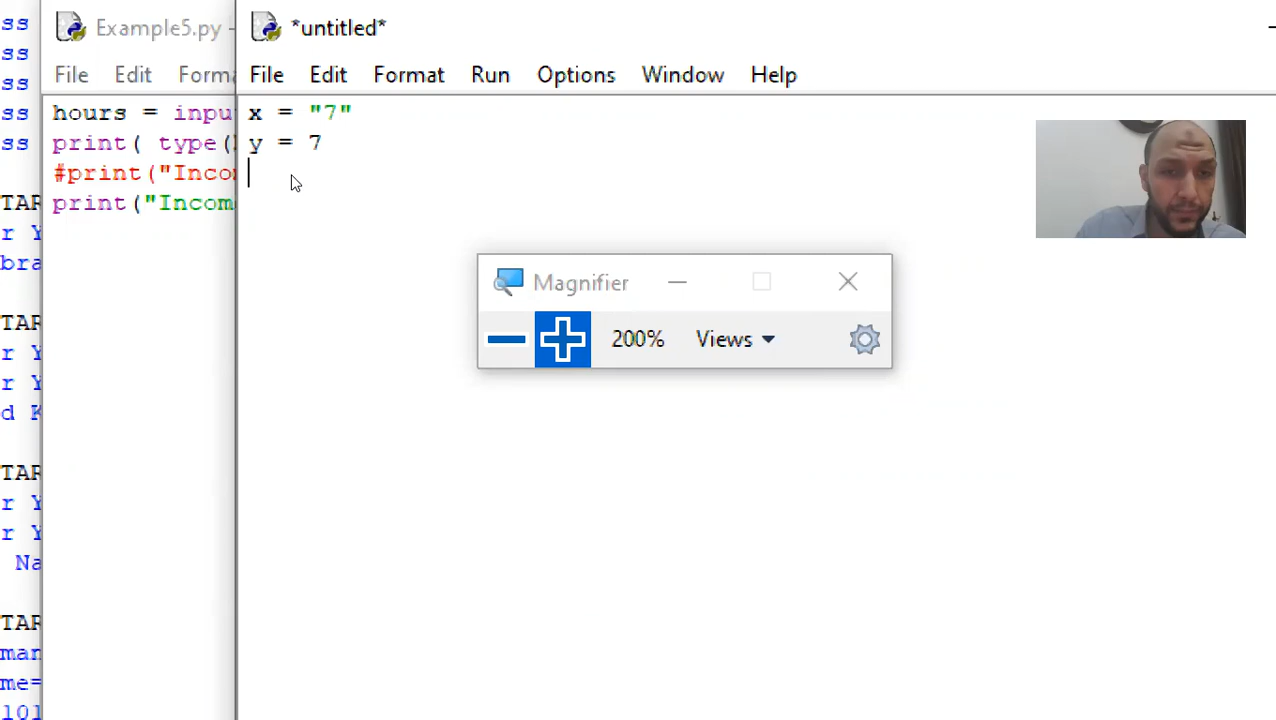 ss
ss
ss
ss
ss
TAR
r Y
bra
TAR
r Y
r Y
d K
TAR
r Y
r Y
Na
TAR
mar
me=
101
Example5.py -
File Edit Forma
hours = inpu
print( type(
#print("Inco
print("Incom
*untitled*
File Edit Format Run Options Window Help
x = "7"
y = 7
Magnifier
200% Views